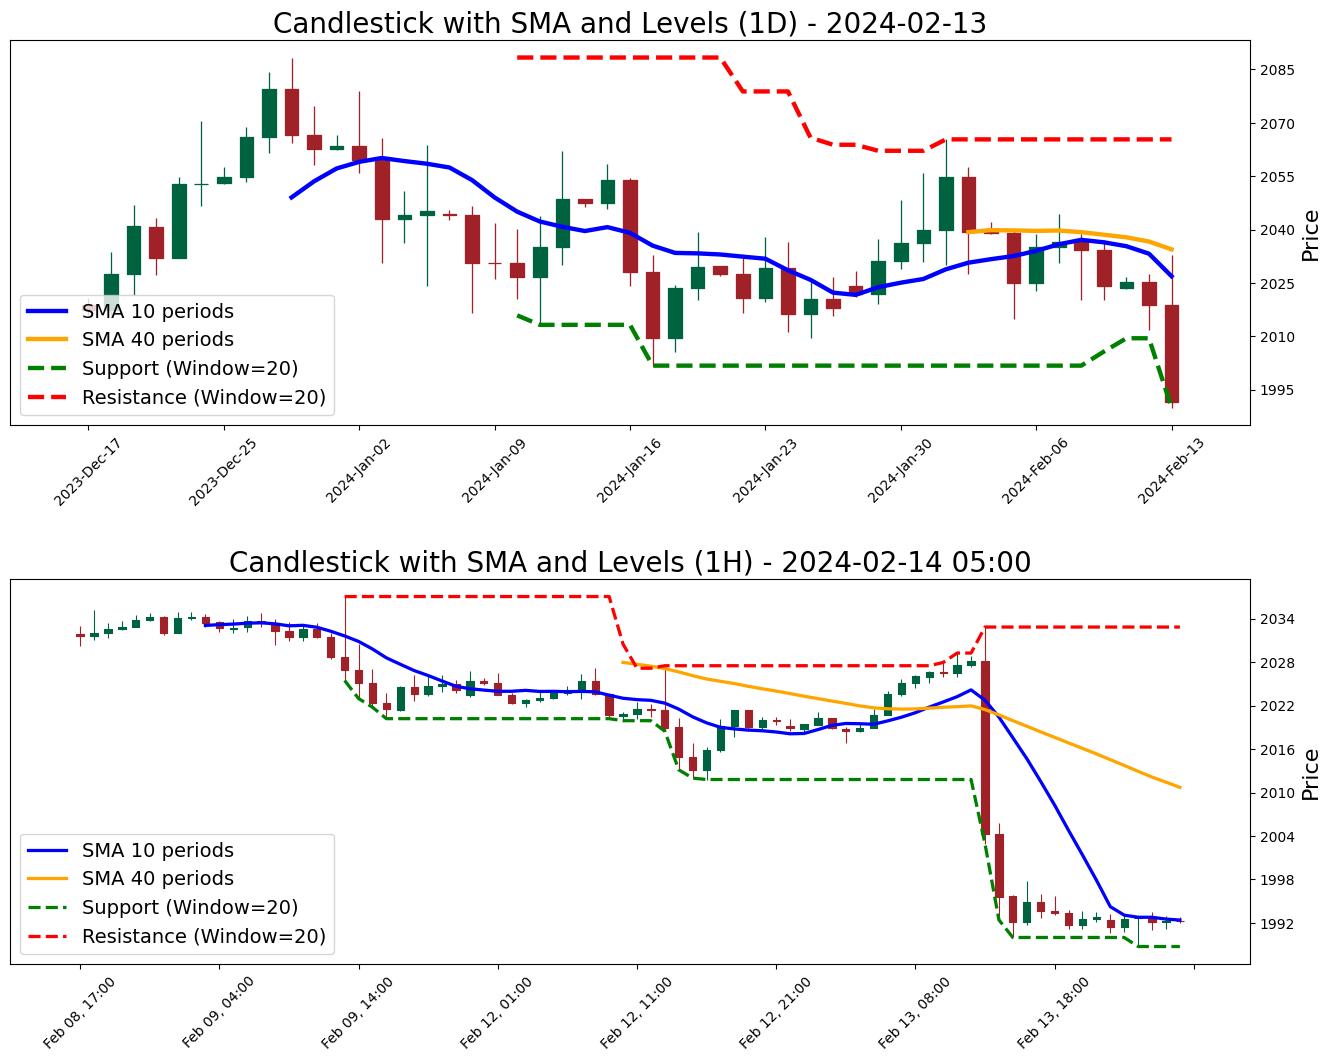 Candlestick with SMA and Levels (1D) - 2024-02-13
2085
2070
2055
2040
2025
2010
1995
Price
SMA 10 periods
SMA 40 periods
Support (Window=20)
Resistance (Window=20)
2023-Dec-17
2023-Dec-25
2024-Jan-02
2024-Jan-09
2024-Jan-16
2024-Jan-23
2024-Jan-30
2024-Feb-06
2024-Feb-13
Candlestick with SMA and Levels (1H) - 2024-02-14 05:00
2034
2028
2022
2016
2010
2004
1998
1992
Price
SMA 10 periods
SMA 40 periods
Support (Window=20)
Resistance (Window=20)
Feb 08, 17:00
Feb 09, 04:00
Feb 09, 14:00
Feb 12, 01:00
Feb 12, 11:00
Feb 12, 21:00
Feb 13, 08:00
Feb 13, 18:00